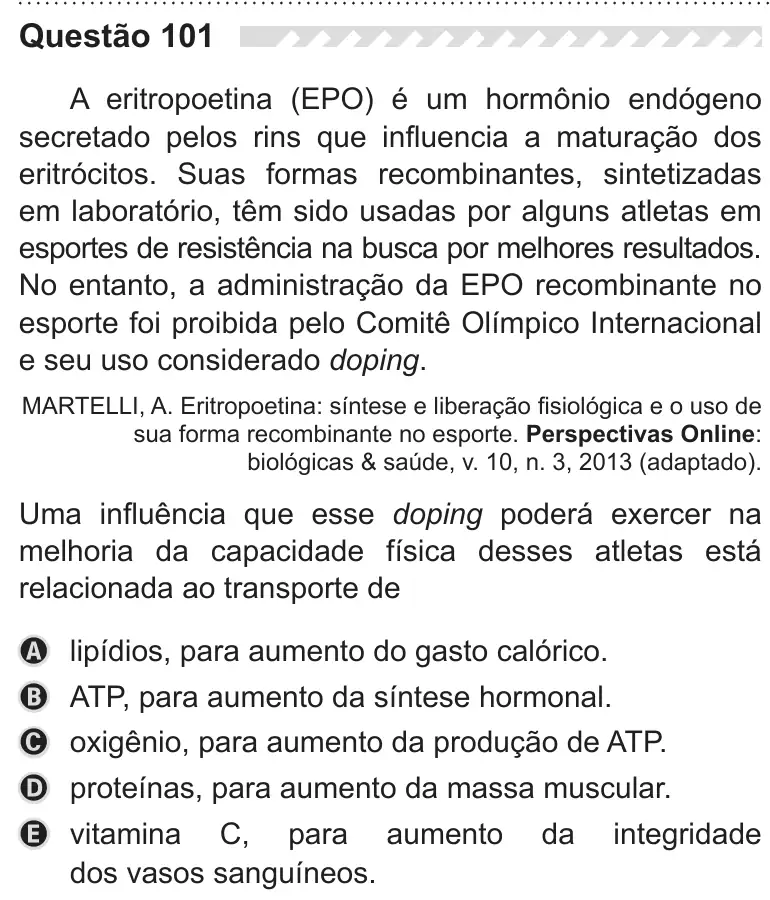 Questão 101
A eritropoetina (EPO) é um hormônio endógeno
secretado pelos rins que influencia a maturação dos
eritrócitos. Suas formas recombinantes, sintetizadas
em laboratório, têm sido usadas por alguns atletas em
esportes de resistência na busca por melhores resultados.
No entanto, a administração da EPO recombinante no
esporte foi proibida pelo Comitê Olímpico Internacional
e seu uso considerado doping.
MARTELLI, A. Eritropoetina: síntese e liberação fisiológica e o uso de
sua forma recombinante no esporte. Perspectivas Online:
biológicas & saúde, v. 10, n. 3, 2013 (adaptado).
Uma influência que esse doping poderá exercer na
melhoria da capacidade física desses atletas está
relacionada ao transporte de
A lipídios, para aumento do gasto calórico.
B ATP, para aumento da síntese hormonal.
C oxigênio, para aumento da produção de ATP.
D proteínas, para aumento da massa muscular.
E vitamina C, para aumento da integridade
dos vasos sanguíneos.